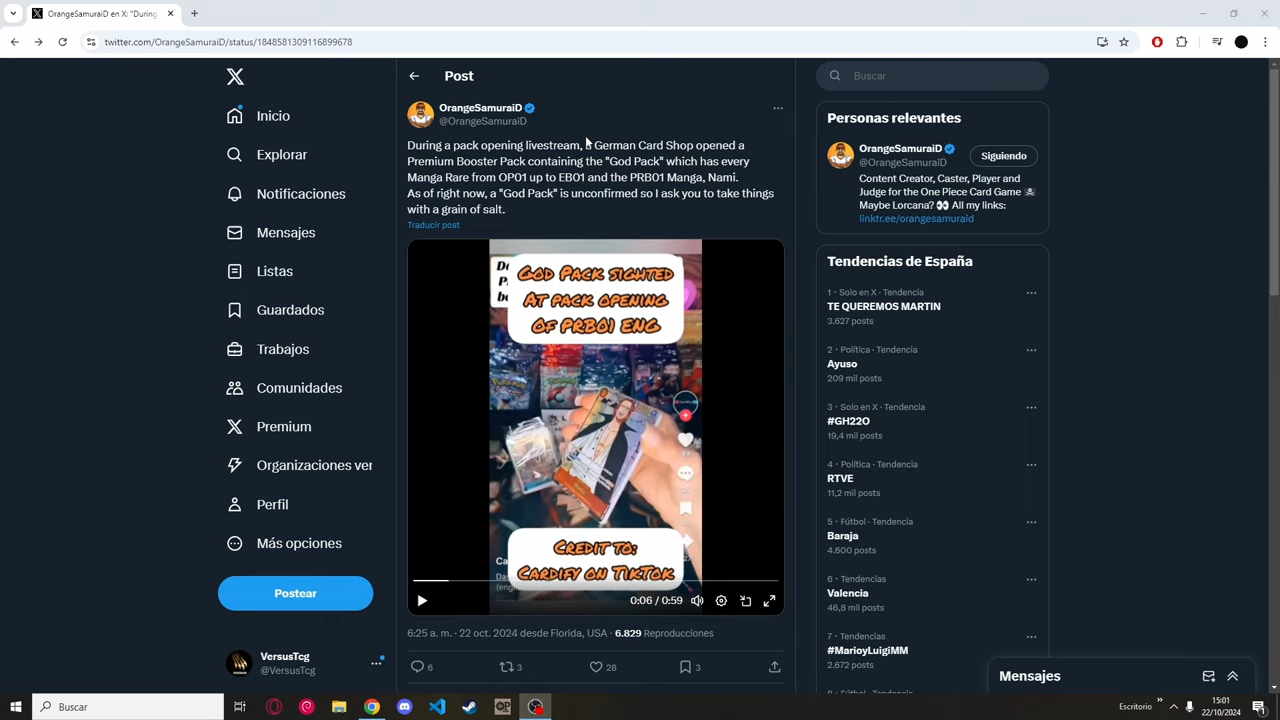 OrangeSamuraiD en X: "During
twitter.com/OrangeSamuraiD/status/1848581309116899678
Post
Buscar
Inicio
Explorar
Notificaciones
Mensajes
Listas
Guardados
Trabajos
Comunidades
Premium
Organizaciones ver
Perfil
Más opciones
Postear
VersusTcg
@VersusTcg
OrangeSamuraiD
@OrangeSamuraiD
During a pack opening livestream, German Card Shop opened a
Premium Booster Pack containing the "God Pack" which has every
Manga Rare from OP01 up to EB01 and the PRB01 Manga, Nami.
As of right now, a "God Pack" is unconfirmed so I ask you to take things
with a grain of salt.
Traducir post
God Pack sighted
At pack opening
of PRB01 ENG
Credit to:
Cardify on TikTok
0:06 / 0:59
6:25 a. m. · 22 oct. 2024 desde Florida, USA · 6.829 Reproducciones
6
3
28
3
Personas relevantes
OrangeSamuraiD
@OrangeSamuraiD
Siguiendo
Content Creator, Caster, Player and
Judge for the One Piece Card Game
Maybe Lorcana? 👀 All my links:
linktr.ee/orangesamuraid
Tendencias de España
1 · Solo en X · Tendencia
TE QUEREMOS MARTIN
3.627 posts
2 · Política · Tendencia
Ayuso
209 mil posts
3 · Solo en X · Tendencia
#GH22O
19,4 mil posts
4 · Política · Tendencia
RTVE
11,2 mil posts
5 · Fútbol · Tendencia
Baraja
4.600 posts
6 · Tendencias
Valencia
46,8 mil posts
7 · Tendencias
#MarioyLuigiMM
2.672 posts
Mensajes
Buscar
Escritorio
15:01
22/10/2024